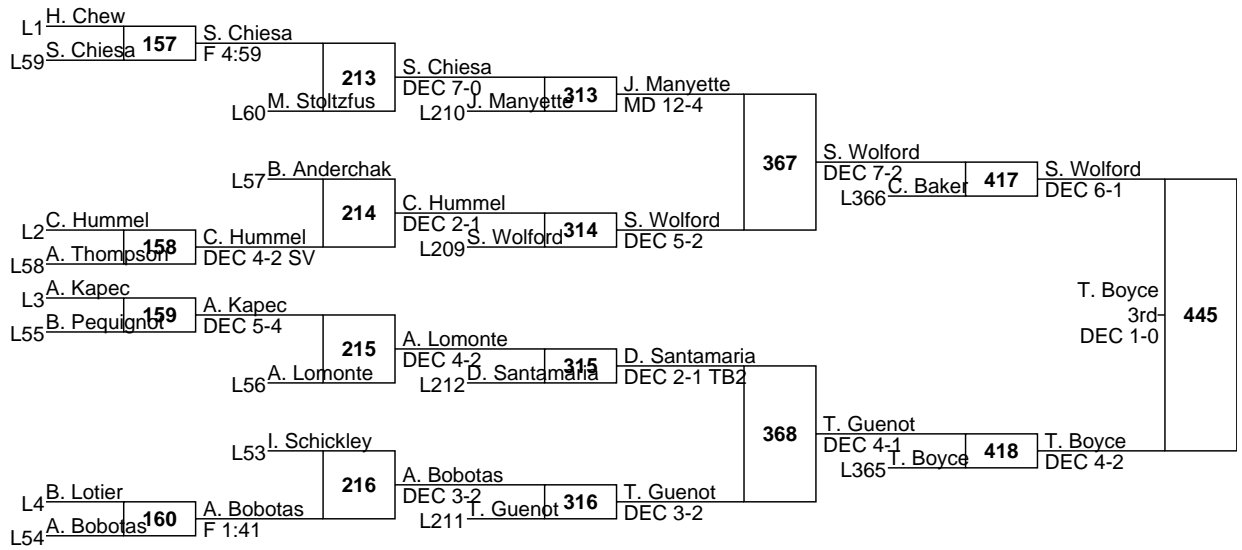 H. Chew
L1
157
S. Chiesa
L59
S. Chiesa
F 4:59
213
M. Stoltzfus
L60
S. Chiesa
DEC 7-0
J. Manyette
L210
313
J. Manyette
MD 12-4
367
B. Anderchak
L57
214
C. Hummel
L2
158
A. Thompson
L58
C. Hummel
DEC 4-2 SV
C. Hummel
DEC 2-1
S. Wolford
L209
314
S. Wolford
DEC 5-2
S. Wolford
DEC 7-2
C. Baker
L366
417
S. Wolford
DEC 6-1
A. Kapec
L3
159
B. Pequignot
L55
A. Kapec
DEC 5-4
215
A. Lomonte
L56
A. Lomonte
DEC 4-2
D. Santamaria
L212
315
D. Santamaria
DEC 2-1 TB2
368
I. Schickley
L53
216
B. Lotier
L4
160
A. Bobotas
L54
A. Bobotas
F 1:41
A. Bobotas
DEC 3-2
T. Guenot
L211
316
T. Guenot
DEC 3-2
T. Guenot
DEC 4-1
T. Boyce
L365
418
T. Boyce
DEC 4-2
T. Boyce
3rd
DEC 1-0
445